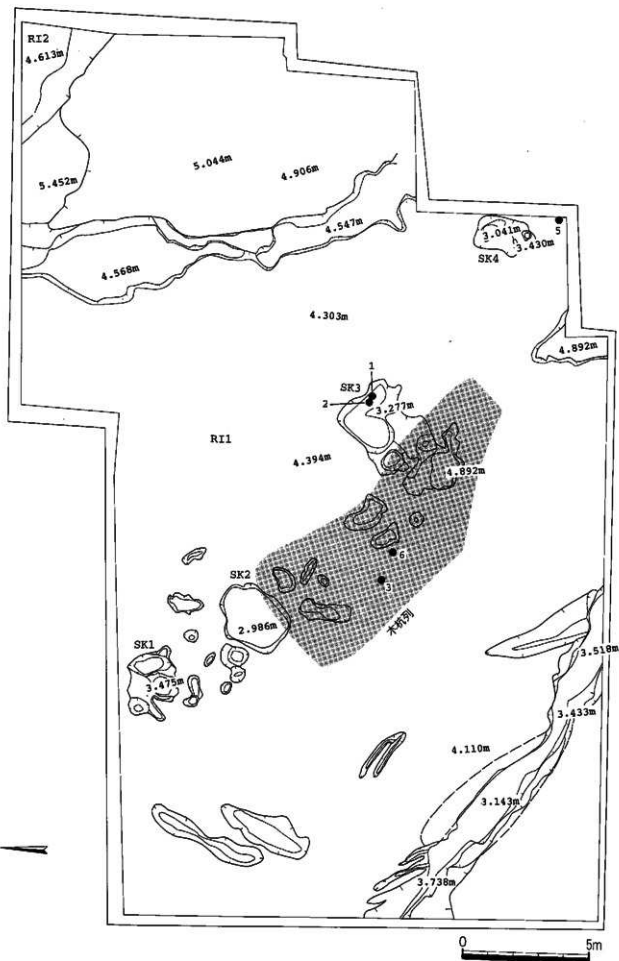 RI2
4.613m
5.452m
5.044m
4.906m
4.547m
4.568m
3.041m
3.430m
5
SK4
4.303m
4.892m
1
SK3
2
3.277m
RI1
4.394m
4.892m
6
3
SK2
2.986m
木杭列
SK1
3.475m
3.518m
3.433m
4.110m
3.143m
3.738m
0
5m